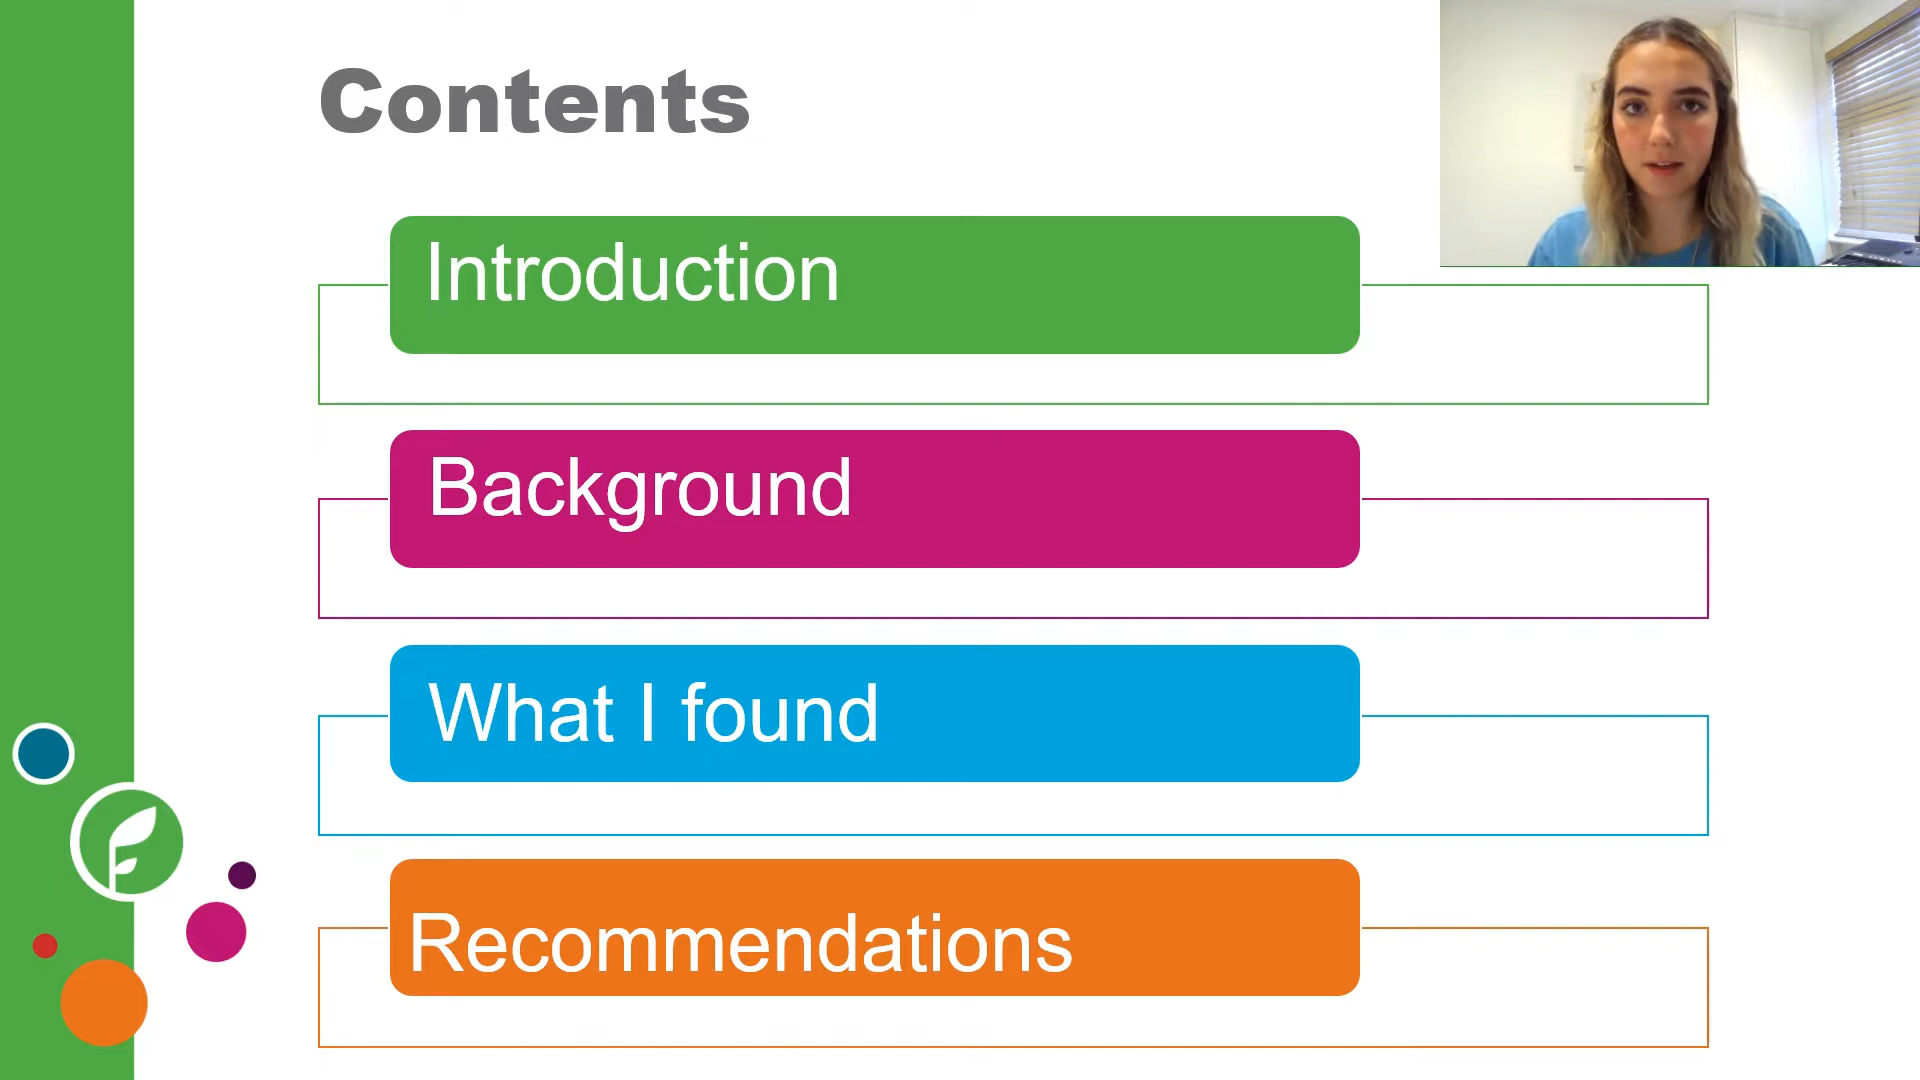 Contents
Introduction
Background
What I found
Recommendations